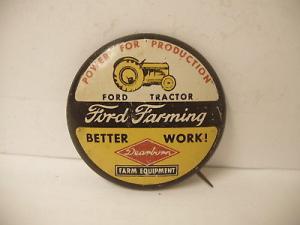 POWER FOR PRODUCTION
FORD TRACTOR
Ford Farming
BETTER WORK!
Dearborn
FARM EQUIPMENT